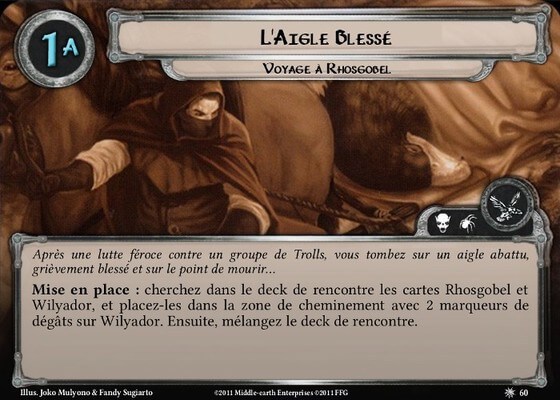 1A
L'AIGLE BLESSÉ
VOYAGE À RHOSGOBEL
Après une lutte féroce contre un groupe de Trolls, vous tombez sur un aigle abattu,
grièvement blessé et sur le point de mourir...
Mise en place : cherchez dans le deck de rencontre les cartes Rhosgobel et
Wilyador, et placez-les dans la zone de cheminement avec 2 marqueurs de
dégâts sur Wilyador. Ensuite, mélangez le deck de rencontre.
Illus. Joko Mulyono & Fandy Sugiarto ©2011 Middle-earth Enterprises ©2011 FFG 60